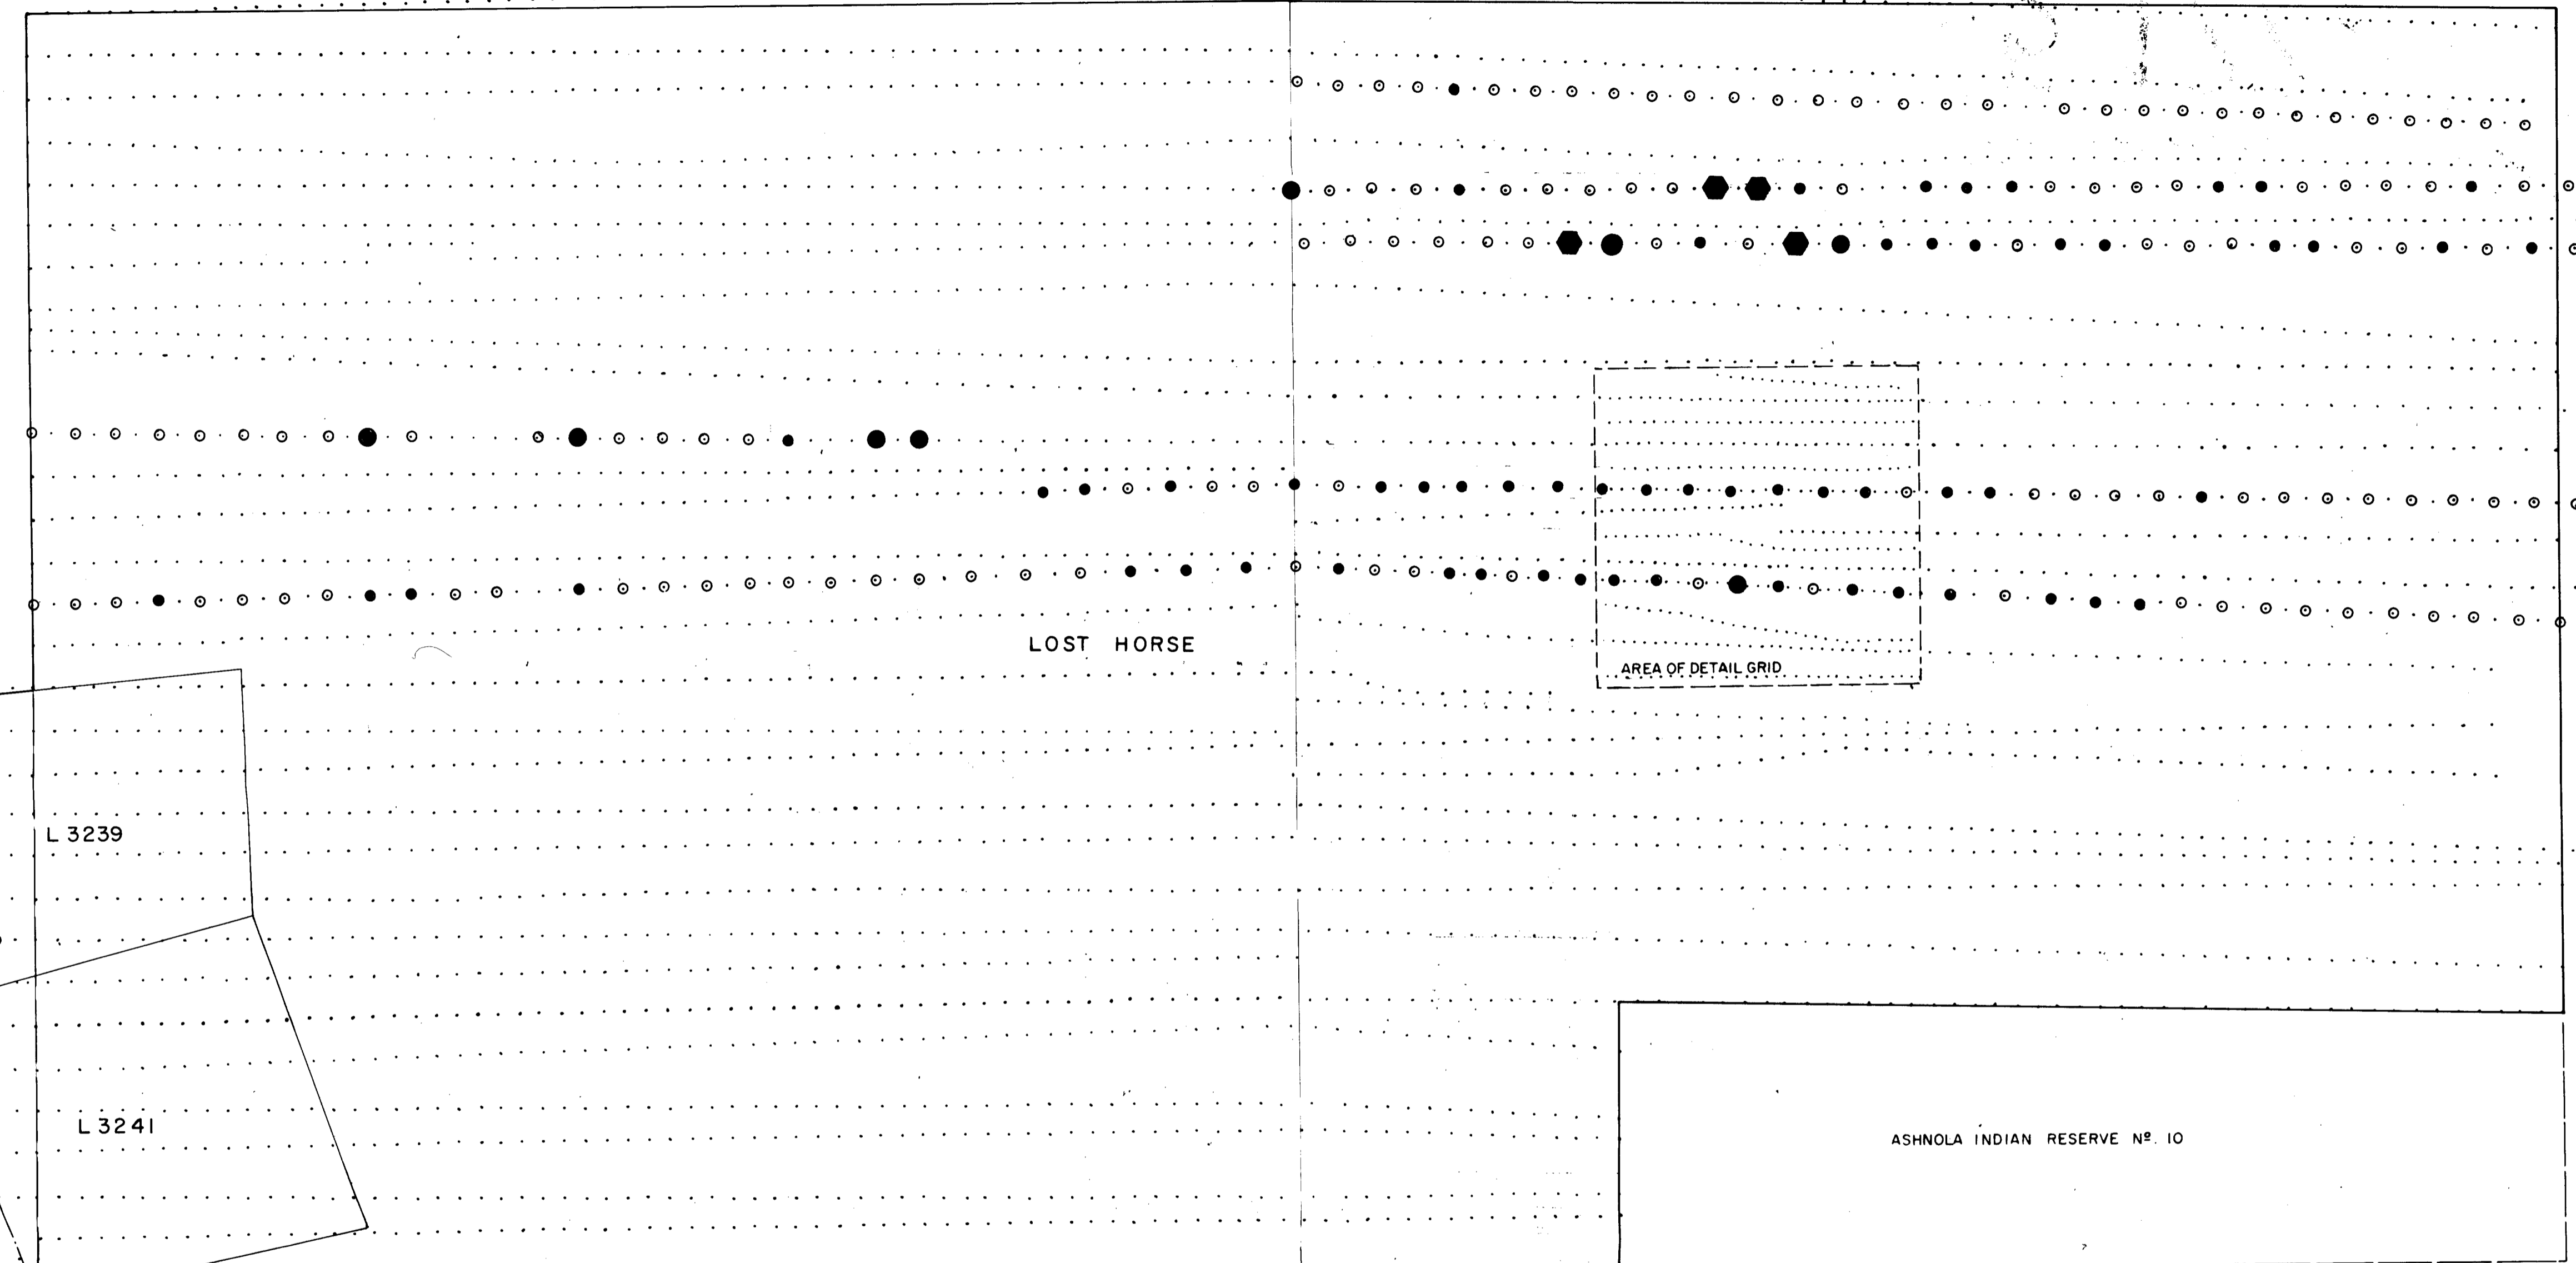 LOST HORSE
AREA OF DETAIL GRID
L 3239
L 3241
ASHNOLA INDIAN RESERVE Nº. 10